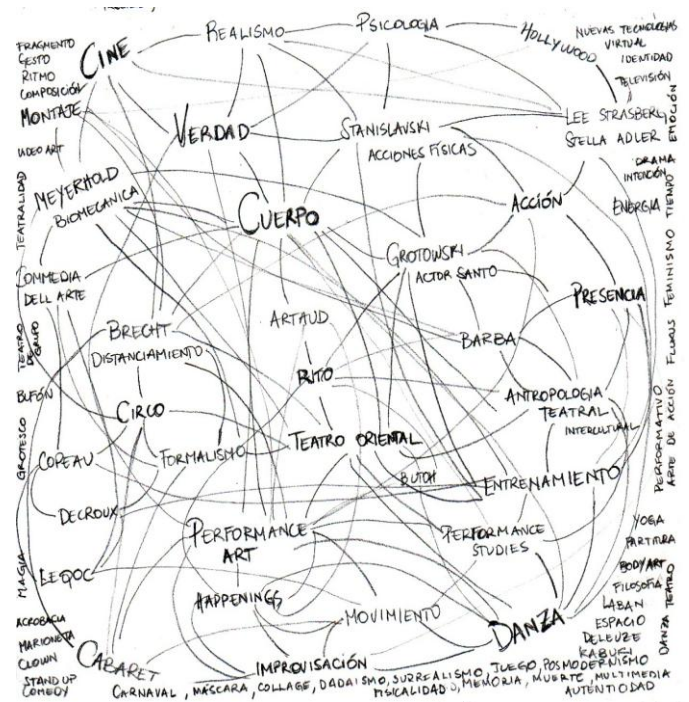 FRAGMENTO
GESTO
RITMO
COMPOSICIÓN
MONTAJE
VIDEO ART
CINE
REALISMO
PSICOLOGIA
HOLLYWOOD
NUEVAS TECNOLOGIAS
VIRTUAL
IDENTIDAD
TELEVISIÓN
VERDAD
STANISLAVSKI
ACCIONES FÍSICAS
LEE STRASBERG
STELLA ADLER
EMOCIÓN
DRAMA
INTENCIÓN
ENERGIA
TIEMPO
FEMINISMO
FLUXUS
TEATRALIDAD
MEYERHOLD
BIOMECANICA
CUERPO
ACCIÓN
GROTOWSKI
ACTOR SANTO
PRESENCIA
COMMEDIA
DELL ARTE
TEATRO
DE GRUPO
BRECHT
DISTANCIAMIENTO
ARTAUD
BARBA
BUFÓN
RITO
ANTROPOLOGIA
TEATRAL
INTERCULTURAL
CIRCO
GROTESCO
COPEAU
FORMALISMO
TEATRO ORIENTAL
BUTOH
ENTRENAMIENTO
PERFORMATIVO
ARTE DE ACCIÓN
DECROUX
PERFORMANCE
ART
PERFORMANCE
STUDIES
YOGA
PARTITURA
BODY ART
FILOSOFIA
LABAN
ESPACIO
DELEUZE
KABUKI
DANZA TEATRO
MAGIA
LEQOC
HAPPENINGS
MOVIMIENTO
DANZA
ACROBACIA
MARIONETA
CLOWN
STAND UP
COMEDY
CABARET
IMPROVISACIÓN
CARNAVAL, MÁSCARA, COLLAGE, DADAISMO, SURREALISMO, JUEGO, POSMODERNISMO
FISICALIDAD, MEMORIA, MUERTE, MULTIMEDIA
AUTENTICIDAD